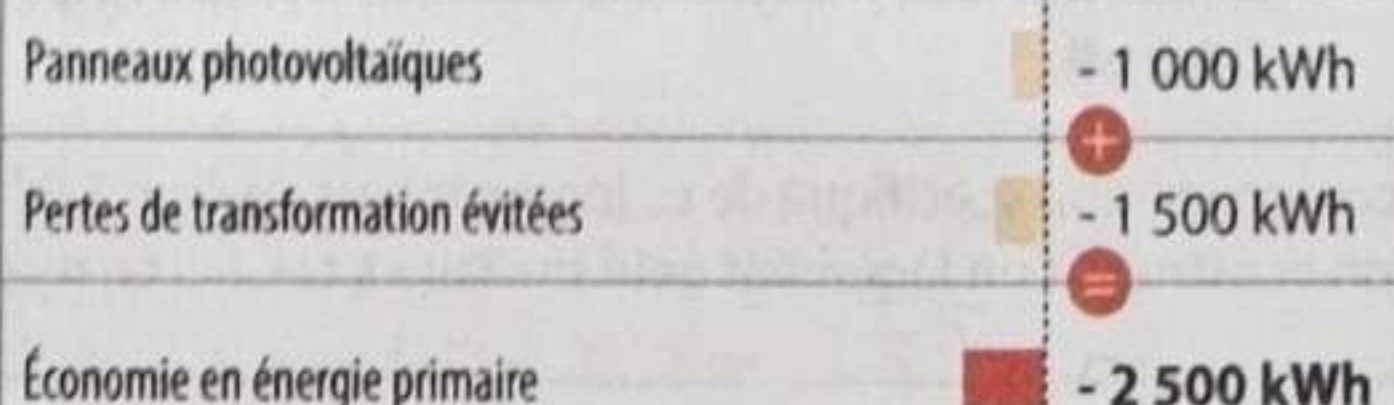 Panneaux photovoltaïques - 1 000 kWh
+
Pertes de transformation évitées - 1 500 kWh
=
Économie en énergie primaire - 2 500 kWh